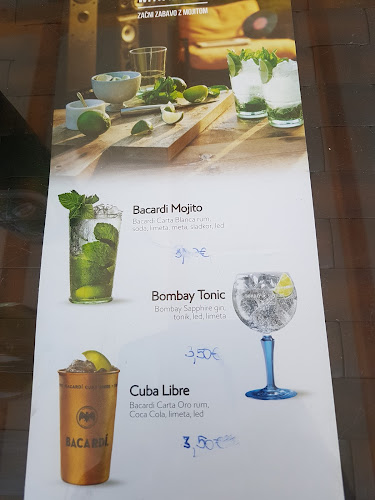 ZAČNI ZABAVO Z MOJITOM
Bacardi Mojito
Bacardi Carta Blanca rum,
soda, limeta, meta, sladkor, led
Bombay Tonic
Bombay Sapphire gin,
tonik, led, limeta
3,50€
Cuba Libre
Bacardi Carta Oro rum,
Coca Cola, limeta, led
3,50€
BACARDÍ